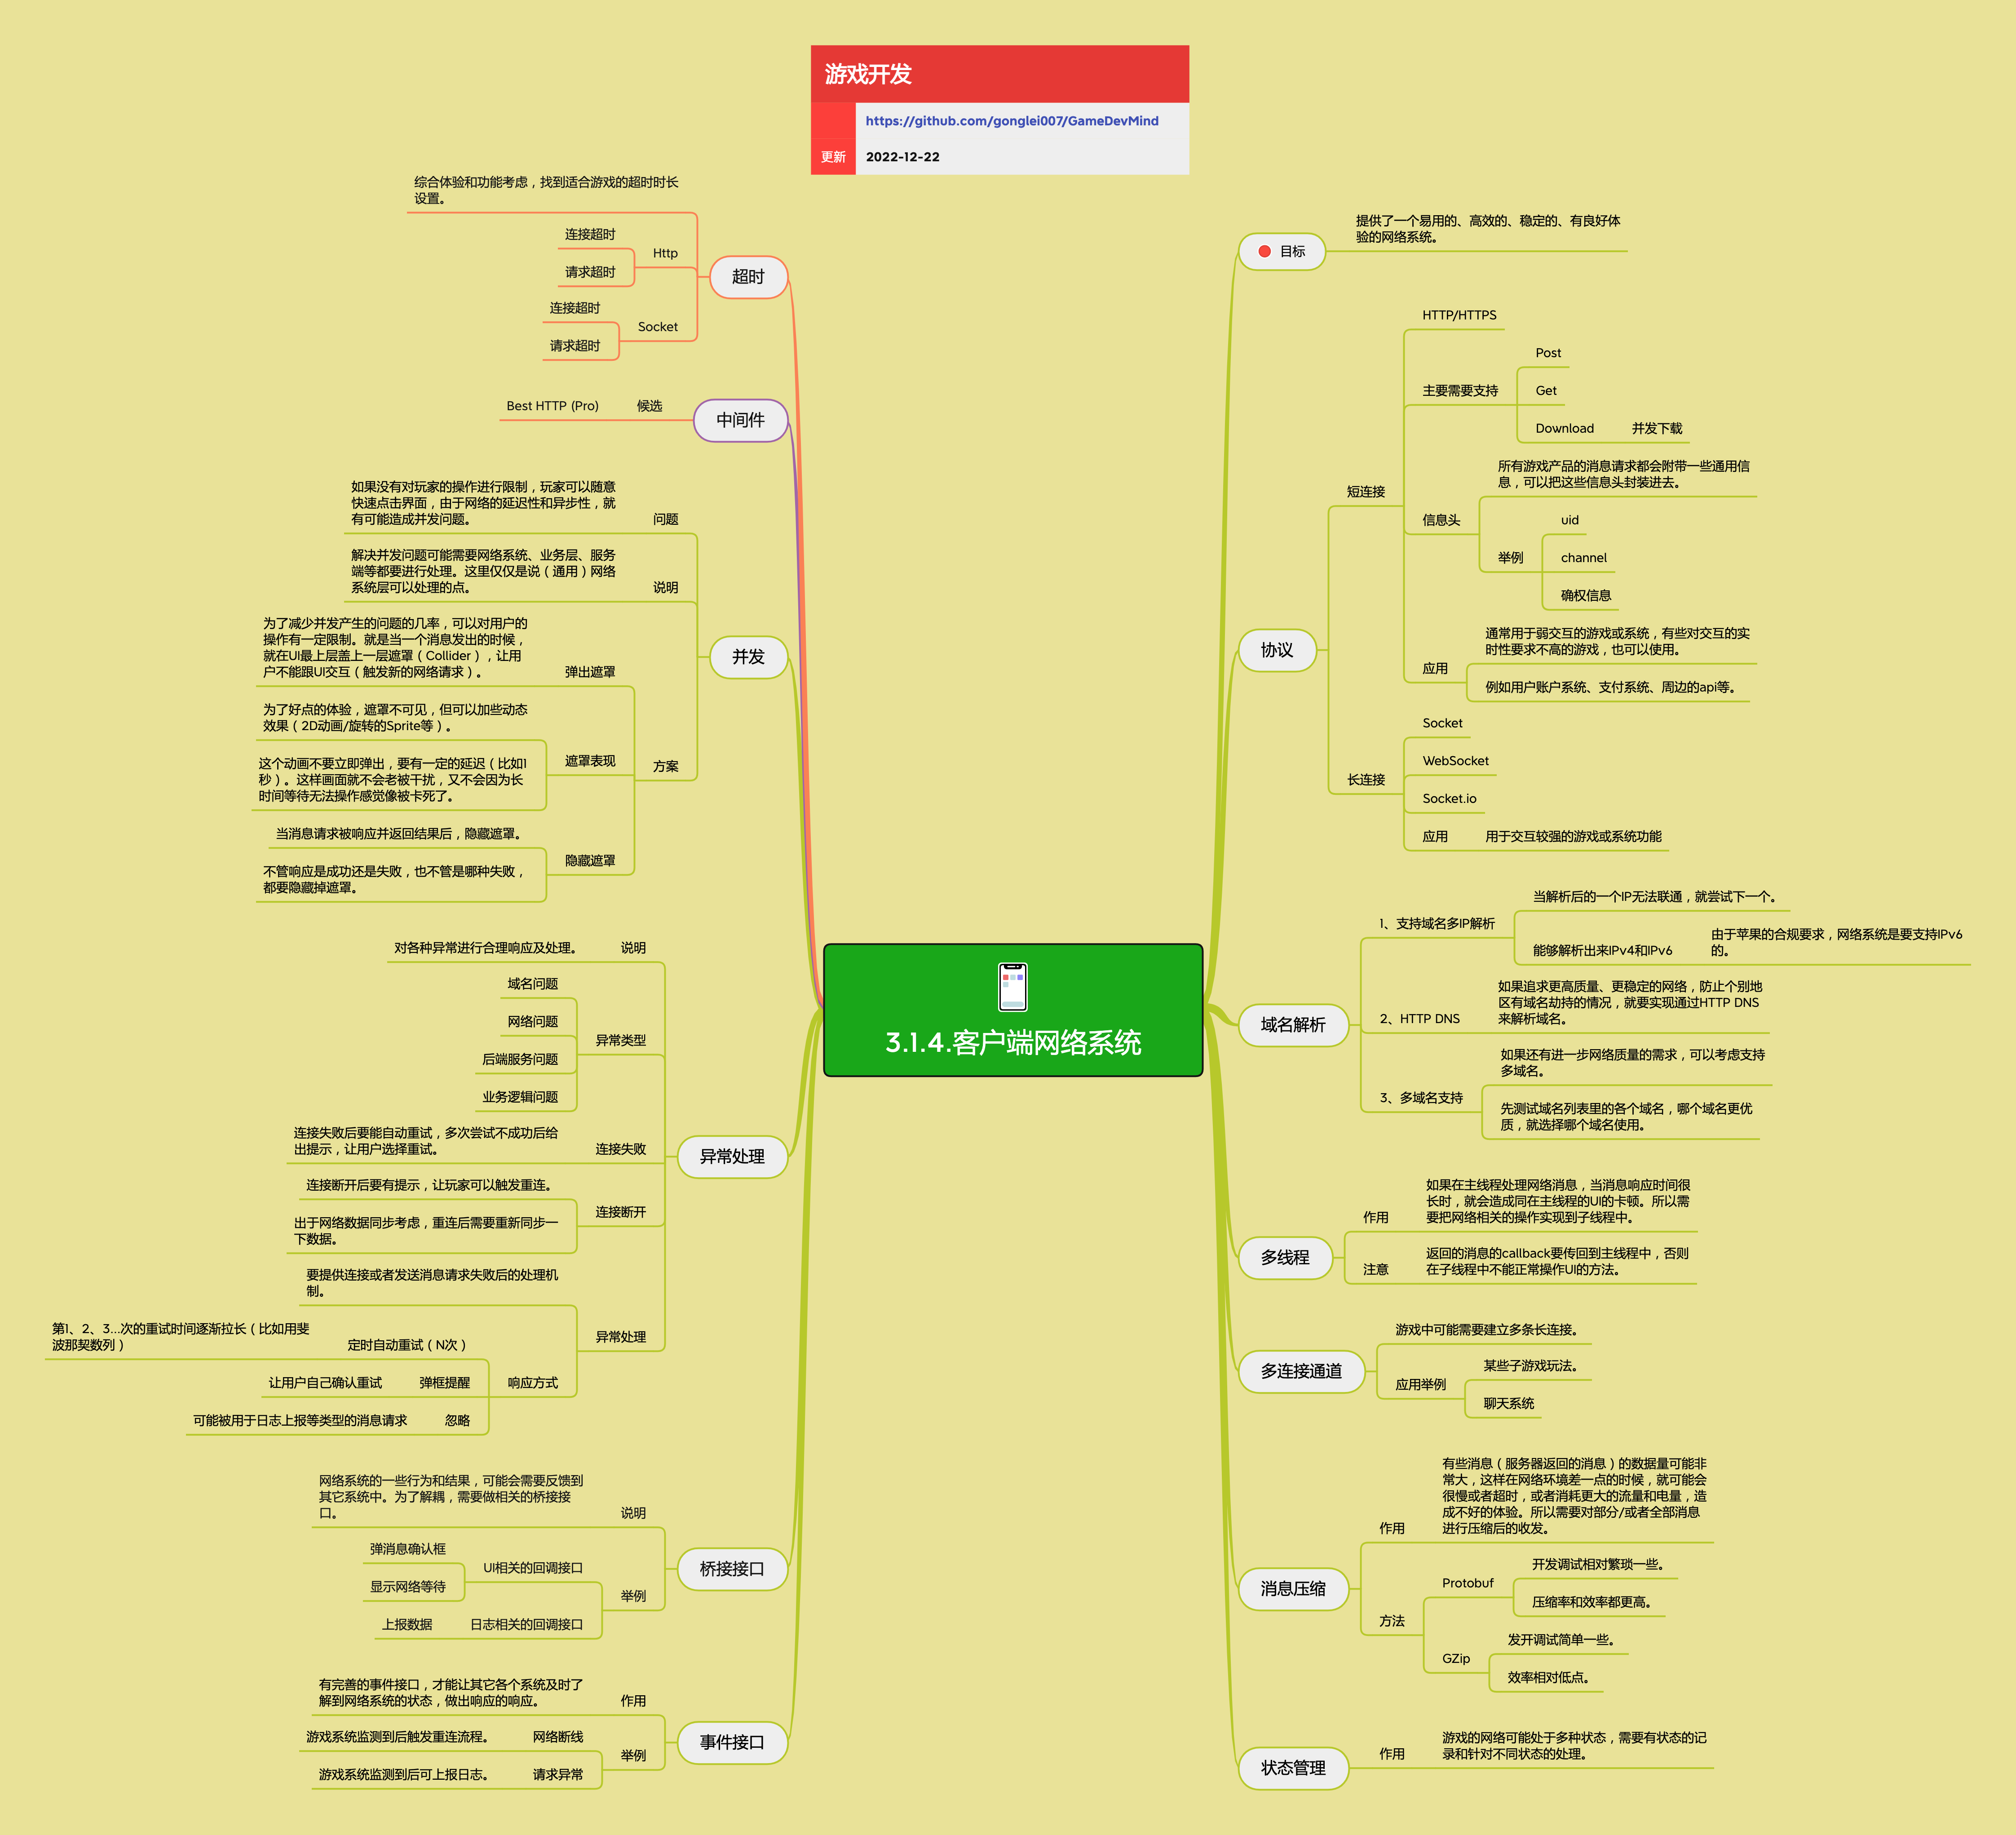 游戏开发
https://github.com/gonglei007/GameDevMind
更新
2022-12-22
3.1.4.客户端网络系统
目标
提供了一个易用的、高效的、稳定的、有良好体
验的网络系统。
协议
短连接
HTTP/HTTPS
主要需要支持
Post
Get
Download
并发下载
信息头
所有游戏产品的消息请求都会附带一些通用信
息，可以把这些信息头封装进去。
举例
uid
channel
确权信息
应用
通常用于弱交互的游戏或系统，有些对交互的实
时性要求不高的游戏，也可以使用。
例如用户账户系统、支付系统、周边的api等。
长连接
Socket
WebSocket
Socket.io
应用
用于交互较强的游戏或系统功能
域名解析
1、支持域名多IP解析
当解析后的一个IP无法联通，就尝试下一个。
能够解析出来IPv4和IPv6
由于苹果的合规要求，网络系统是要支持IPv6
的。
2、HTTP DNS
如果追求更高质量、更稳定的网络，防止个别地
区有域名劫持的情况，就要实现通过HTTP DNS
来解析域名。
3、多域名支持
如果还有进一步网络质量的需求，可以考虑支持
多域名。
先测试域名列表里的各个域名，哪个域名更优
质，就选择哪个域名使用。
多线程
作用
如果在主线程处理网络消息，当消息响应时间很
长时，就会造成同在主线程的UI的卡顿。所以需
要把网络相关的操作实现到子线程中。
注意
返回的消息的callback要传回到主线程中，否则
在子线程中不能正常操作UI的方法。
多连接通道
游戏中可能需要建立多条长连接。
应用举例
某些子游戏玩法。
聊天系统
消息压缩
作用
有些消息（服务器返回的消息）的数据量可能非
常大，这样在网络环境差一点的时候，就可能会
很慢或者超时，或者消耗更大的流量和电量，造
成不好的体验。所以需要对部分/或者全部消息
进行压缩后的收发。
方法
Protobuf
开发调试相对繁琐一些。
压缩率和效率都更高。
GZip
发开调试简单一些。
效率相对低点。
状态管理
作用
游戏的网络可能处于多种状态，需要有状态的记
录和针对不同状态的处理。
超时
综合体验和功能考虑，找到适合游戏的超时时长
设置。
Http
连接超时
请求超时
Socket
连接超时
请求超时
中间件
候选
Best HTTP (Pro)
并发
问题
如果没有对玩家的操作进行限制，玩家可以随意
快速点击界面，由于网络的延迟性和异步性，就
有可能造成并发问题。
说明
解决并发问题可能需要网络系统、业务层、服务
端等都要进行处理。这里仅仅是说（通用）网络
系统层可以处理的点。
方案
弹出遮罩
为了减少并发产生的问题的几率，可以对用户的
操作有一定限制。就是当一个消息发出的时候，
就在UI最上层盖上一层遮罩（Collider），让用
户不能跟UI交互（触发新的网络请求）。
遮罩表现
为了好点的体验，遮罩不可见，但可以加些动态
效果（2D动画/旋转的Sprite等）。
这个动画不要立即弹出，要有一定的延迟（比如1
秒）。这样画面就不会老被干扰，又不会因为长
时间等待无法操作感觉像被卡死了。
隐藏遮罩
当消息请求被响应并返回结果后，隐藏遮罩。
不管响应是成功还是失败，也不管是哪种失败，
都要隐藏掉遮罩。
异常处理
说明
对各种异常进行合理响应及处理。
异常类型
域名问题
网络问题
后端服务问题
业务逻辑问题
连接失败
连接失败后要能自动重试，多次尝试不成功后给
出提示，让用户选择重试。
连接断开
连接断开后要有提示，让玩家可以触发重连。
出于网络数据同步考虑，重连后需要重新同步一
下数据。
异常处理
要提供连接或者发送消息请求失败后的处理机
制。
响应方式
定时自动重试（N次）
第1、2、3...次的重试时间逐渐拉长（比如用斐
波那契数列）
弹框提醒
让用户自己确认重试
忽略
可能被用于日志上报等类型的消息请求
桥接接口
说明
网络系统的一些行为和结果，可能会需要反馈到
其它系统中。为了解耦，需要做相关的桥接接
口。
举例
UI相关的回调接口
弹消息确认框
显示网络等待
日志相关的回调接口
上报数据
事件接口
作用
有完善的事件接口，才能让其它各个系统及时了
解到网络系统的状态，做出响应的响应。
举例
网络断线
游戏系统监测到后触发重连流程。
请求异常
游戏系统监测到后可上报日志。